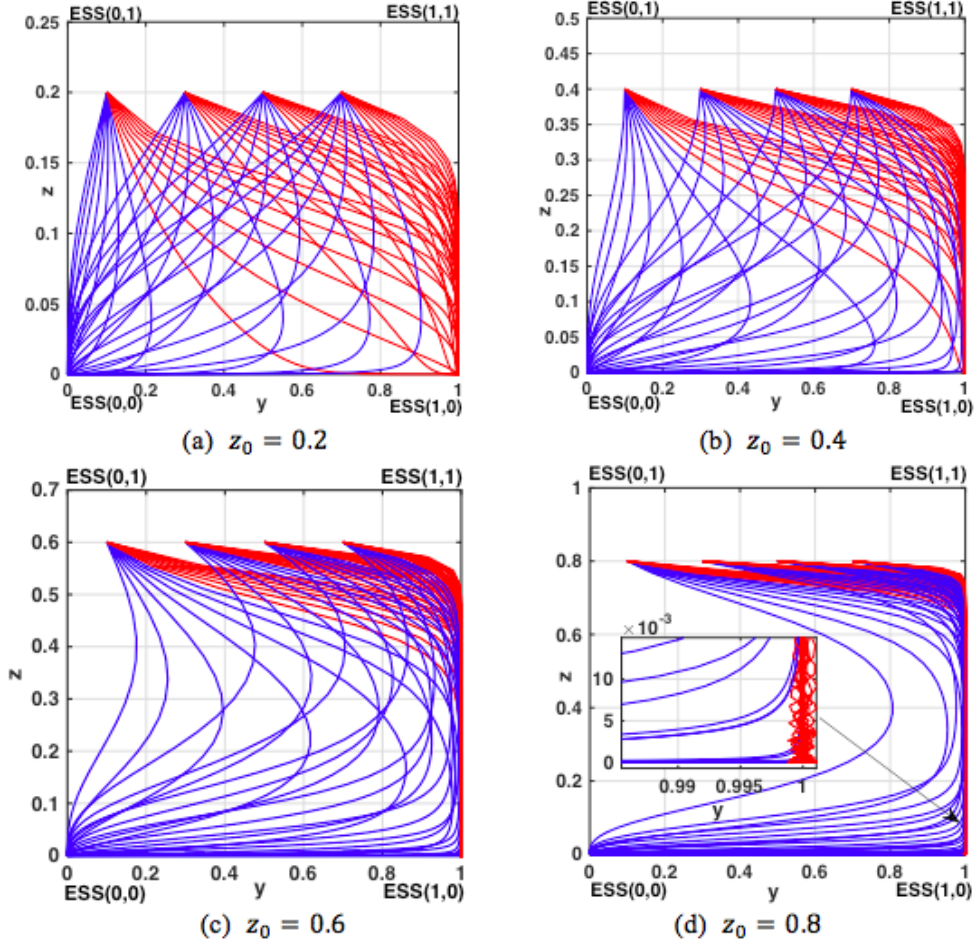 ESS(0,1) ESS(1,1)
0.25
0.2
0.15
z
0.1
0.05
0
0 0.2 0.4 0.6 0.8 1
ESS(0,0) y ESS(1,0)
(a) z₀ = 0.2
ESS(0,1) ESS(1,1)
0.5
0.45
0.4
0.35
0.3
0.25
z
0.2
0.15
0.1
0.05
0
0 0.2 0.4 0.6 0.8 1
ESS(0,0) y ESS(1,0)
(b) z₀ = 0.4
ESS(0,1) ESS(1,1)
0.7
0.6
0.5
0.4
z
0.3
0.2
0.1
0
0 0.2 0.4 0.6 0.8 1
ESS(0,0) y ESS(1,0)
(c) z₀ = 0.6
ESS(0,1) ESS(1,1)
1
0.8
0.6
z
0.4
0.2
0
× 10⁻³
10
5
0
0.99 0.995 1
y
0 0.2 0.4 0.6 0.8 1
ESS(0,0) y ESS(1,0)
(d) z₀ = 0.8